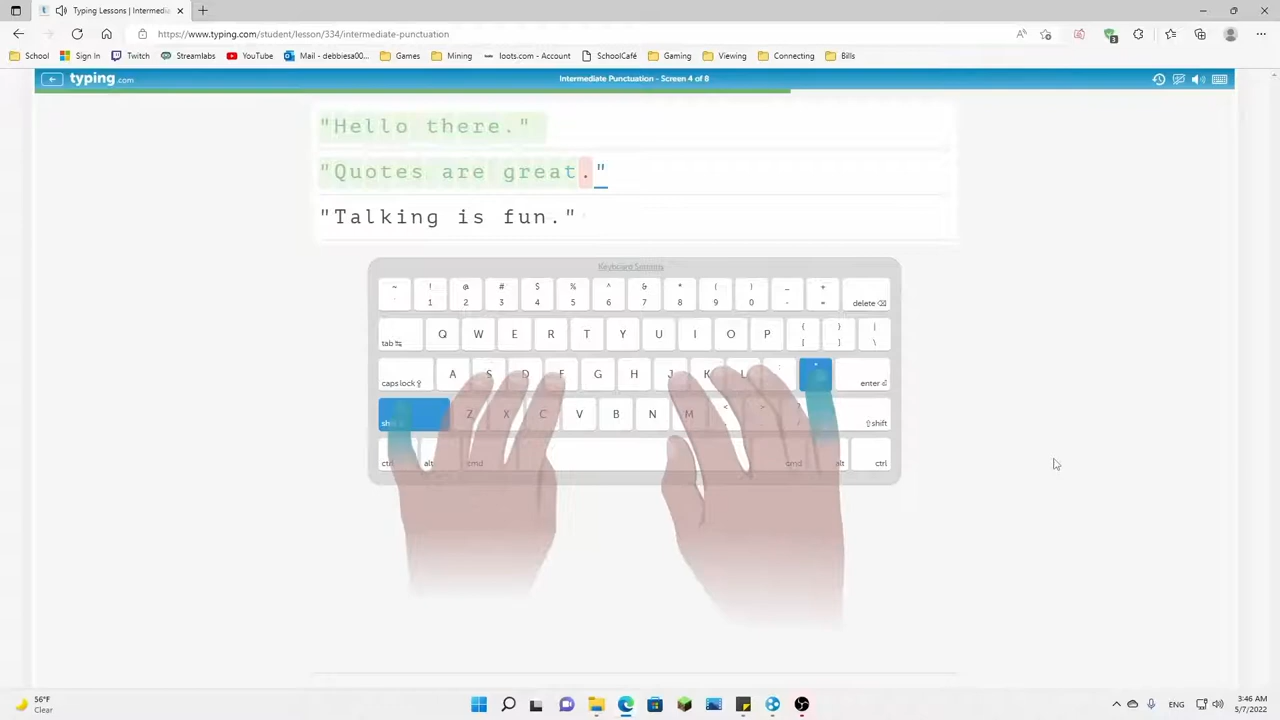 Typing Lessons | Intermedia
https://www.typing.com/student/lesson/334/intermediate-punctuation
School Sign In Twitch Streamlabs YouTube Mail - debbiesa00... Games Mining loots.com - Account SchoolCafé Gaming Viewing Connecting Bills
typing.com Intermediate Punctuation - Screen 4 of 8
"Hello there."
"Quotes are great."
"Talking is fun."
Keyboard Settings
~ ! @ # $ % ^ & * ( ) _ +
` 1 2 3 4 5 6 7 8 9 0 - = delete
tab Q W E R T Y U I O P { [ } ] | \
caps lock A S D F G H J K L : " enter
shift Z X C V B N M < > shift
ctrl alt cmd cmd alt ctrl
56°F
Clear
ENG
3:46 AM
5/7/2022